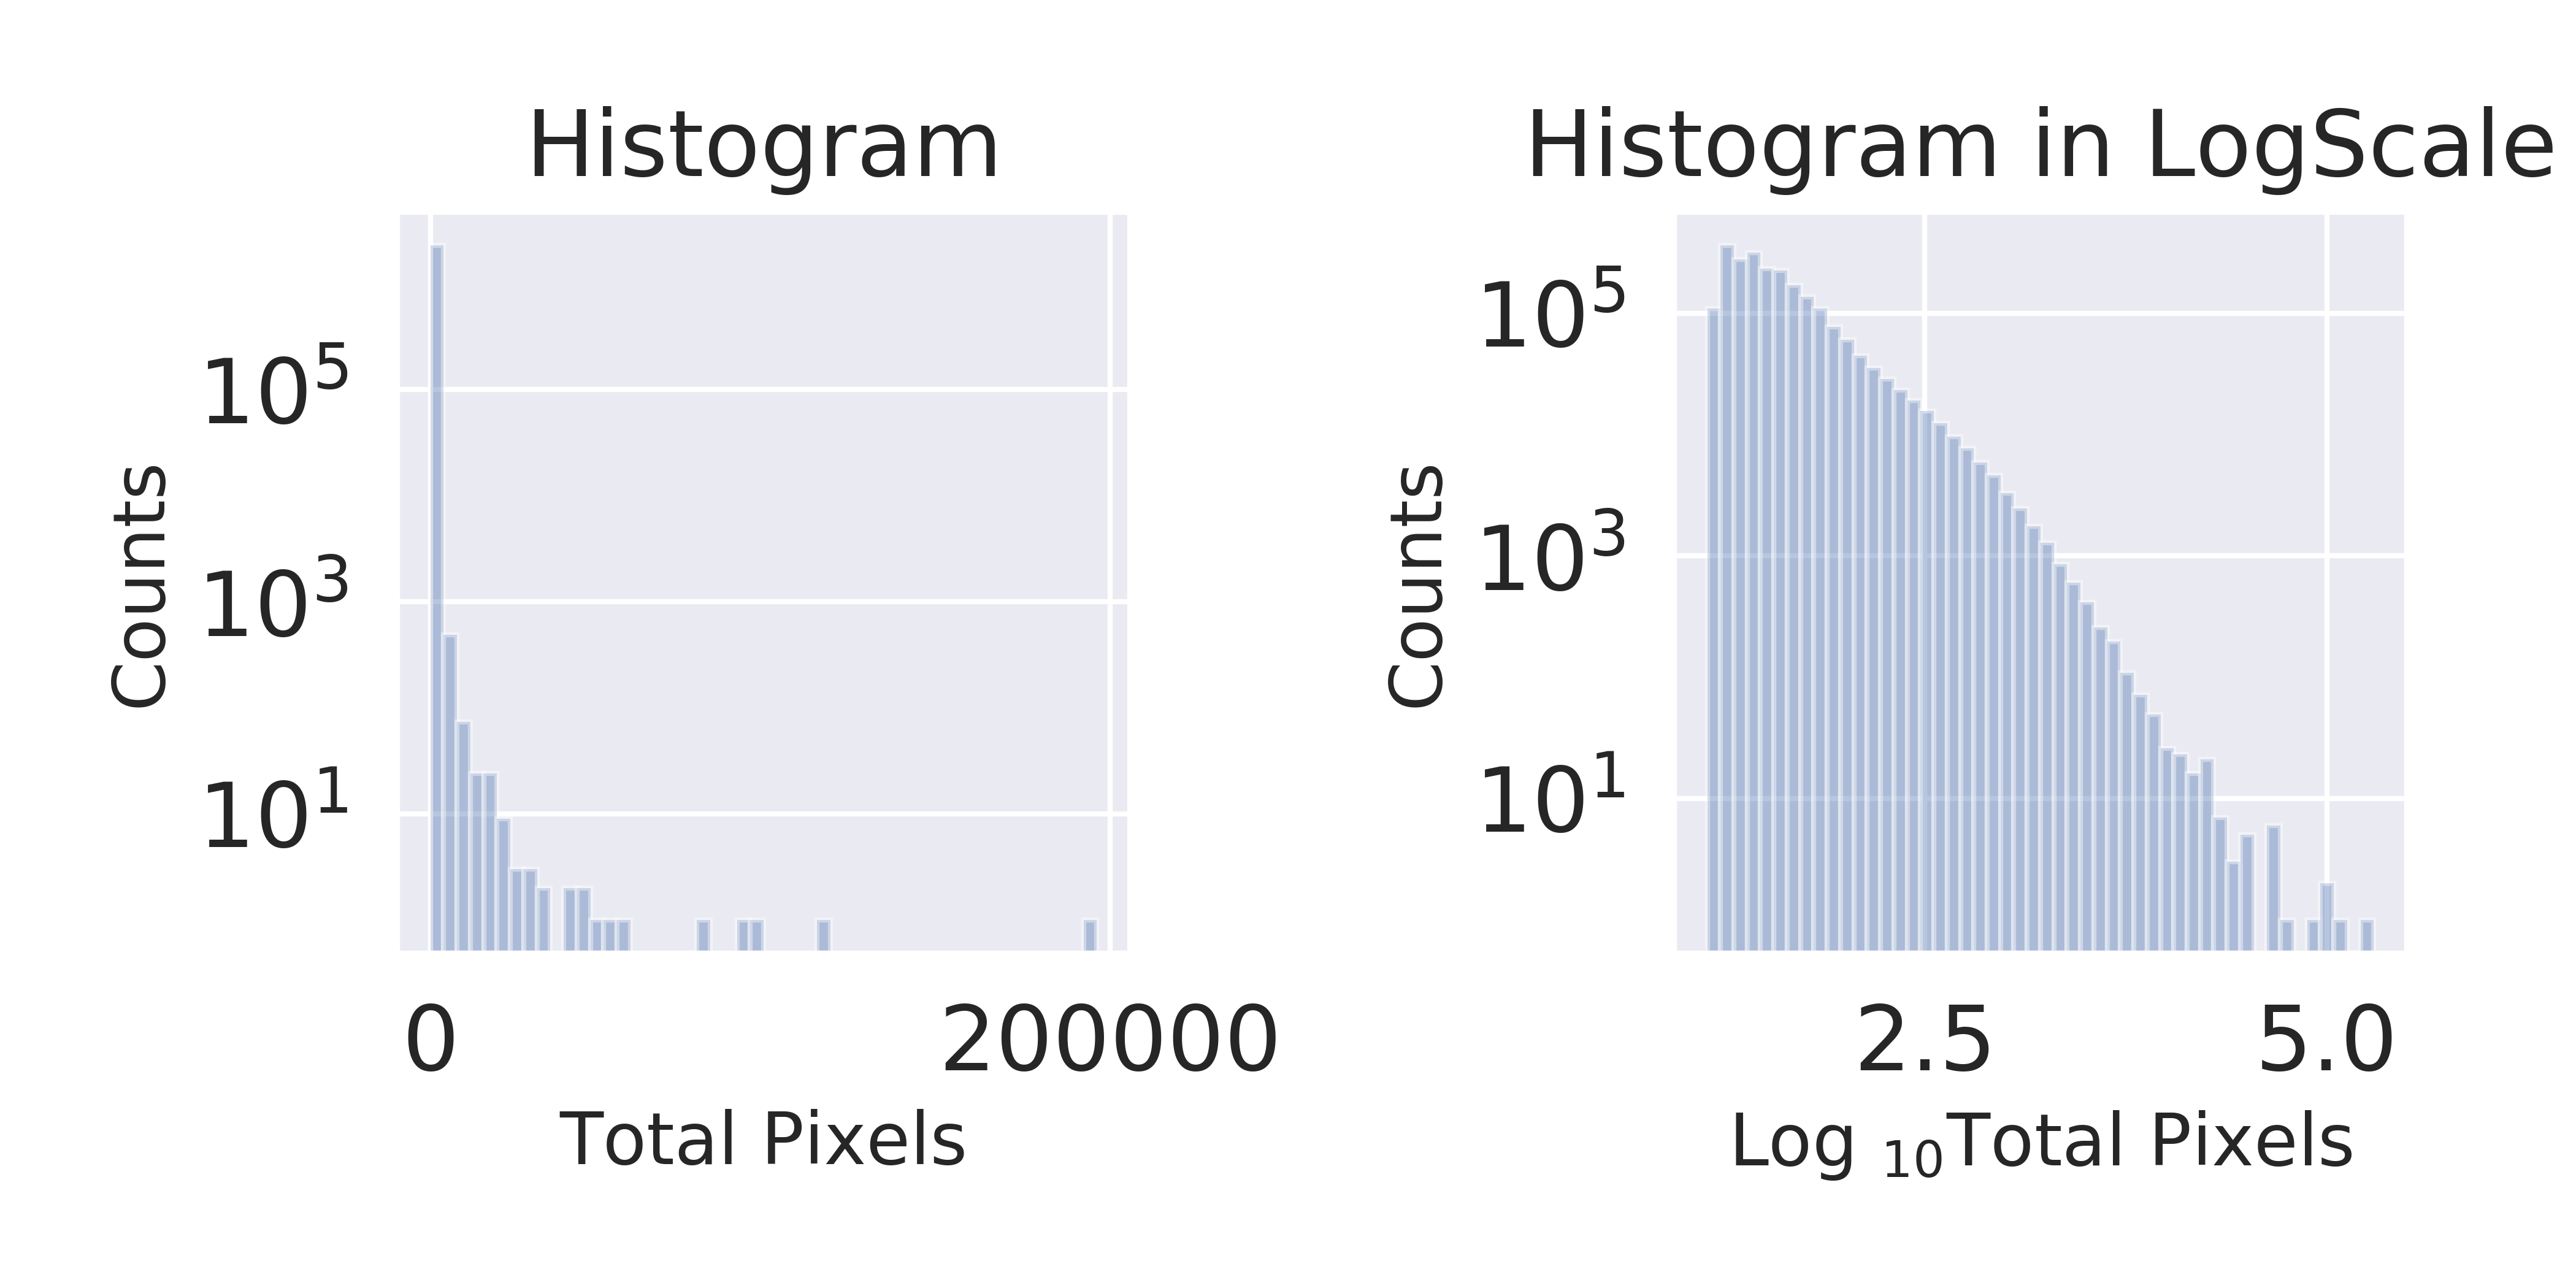 Histogram
Counts
10^5
10^3
10^1
0 200000
Total Pixels
Histogram in LogScale
Counts
10^5
10^3
10^1
2.5 5.0
Log 10Total Pixels